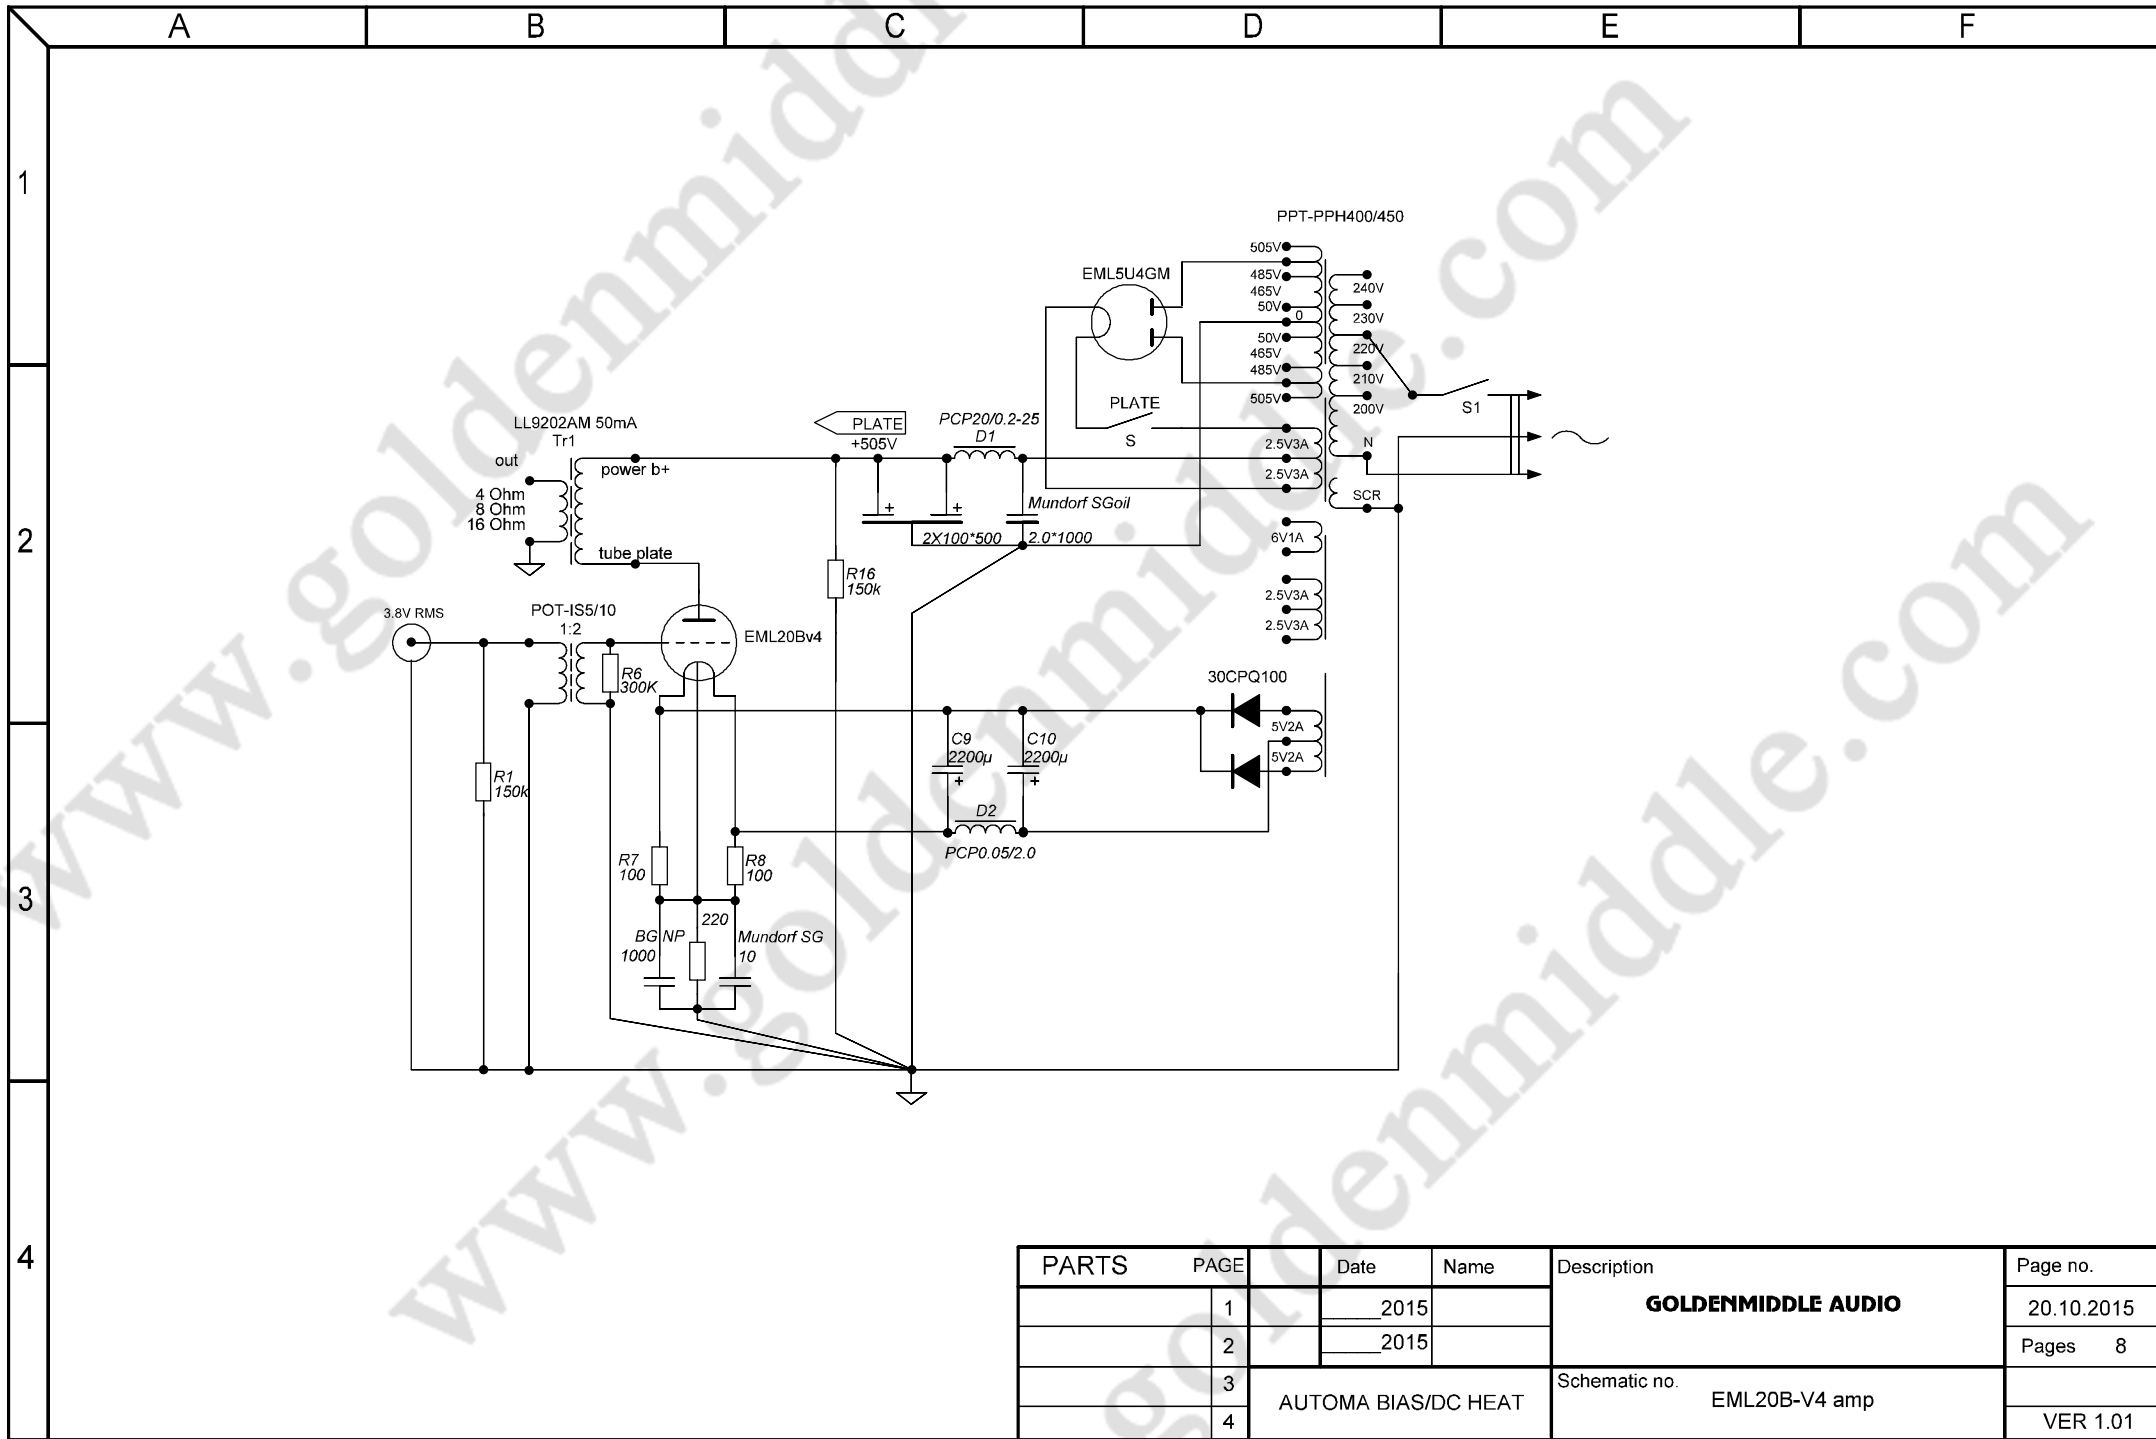 A B C D E F
1
2
3
4
PPT-PPH400/450
505V
485V
465V
50V
0
50V
465V
485V
505V
240V
230V
220V
210V
200V
N
SCR
S1
EML5U4GM
PLATE
S
2.5V3A
2.5V3A
6V1A
2.5V3A
2.5V3A
30CPQ100
5V2A
5V2A
PLATE
+505V
PCP20/0.2-25
D1
Mundorf SGoil
2X100*500
2.0*1000
+
+
LL9202AM 50mA
Tr1
out
power b+
4 Ohm
8 Ohm
16 Ohm
tube plate
R16
150k
3.8V RMS
POT-IS5/10
1:2
EML20Bv4
R6
300K
R1
150k
C9
2200µ
+
C10
2200µ
+
D2
PCP0.05/2.0
R7
100
R8
100
220
BG NP
1000
Mundorf SG
10
PARTS PAGE Date Name Description Page no.
1 _____2015 GOLDENMIDDLE AUDIO 20.10.2015
2 _____2015 Pages 8
3 AUTOMA BIAS/DC HEAT Schematic no. EML20B-V4 amp
4 VER 1.01
www.goldenmiddle.com
www.goldenmiddle.com
goldenmiddle.com